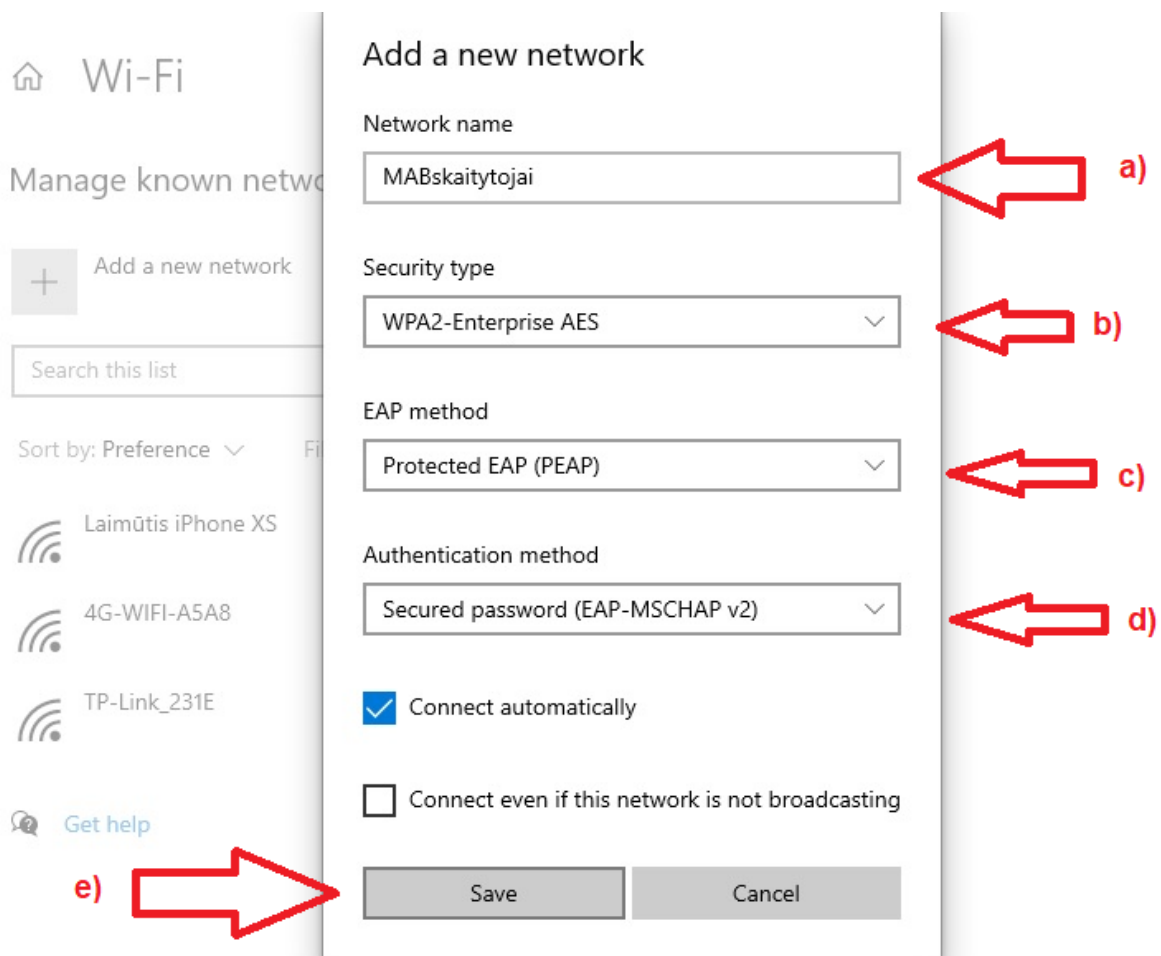 Wi-Fi
Manage known netwo
Add a new network
Search this list
Sort by: Preference
Fi
Laimūtis iPhone XS
4G-WIFI-A5A8
TP-Link_231E
Get help
Add a new network
Network name
MABskaitytojai
a)
Security type
WPA2-Enterprise AES
b)
EAP method
Protected EAP (PEAP)
c)
Authentication method
Secured password (EAP-MSCHAP v2)
d)
Connect automatically
Connect even if this network is not broadcasting
e)
Save
Cancel